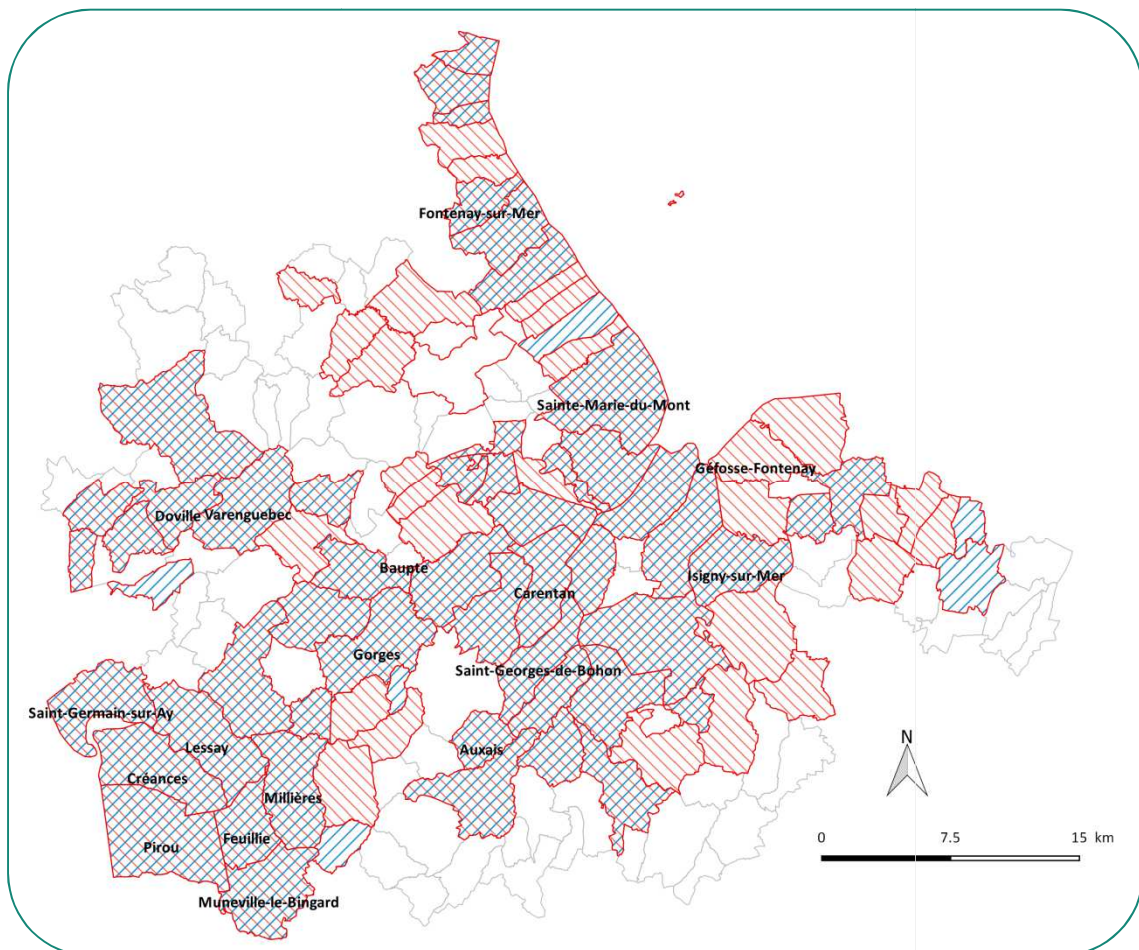 Fontenay-sur-Mer
Sainte-Marie-du-Mont
Géfosse-Fontenay
Doville Varenguebec
Baupte
Isigny-sur-Mer
Carentan
Gorges
Saint-Georges-de-Bohon
Saint-Germain-sur-Ay
Lessay
Auxais
N
Créances
Millières
Feuillie
Pirou
0 7.5 15 km
Muneville-le-Bingard